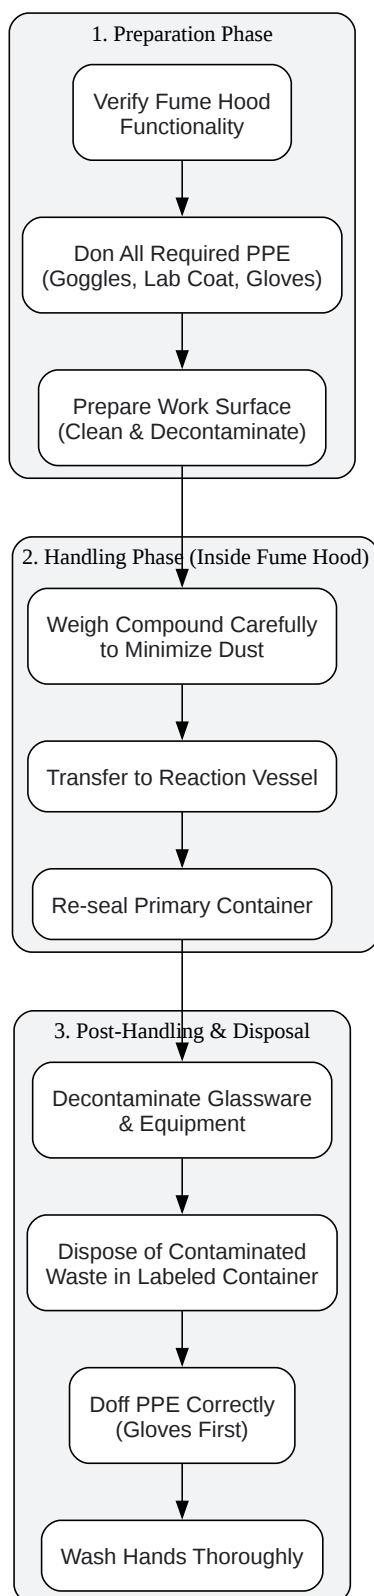 1. Preparation Phase
Verify Fume Hood
Functionality
Don All Required PPE
(Goggles, Lab Coat, Gloves)
Prepare Work Surface
(Clean & Decontaminate)
2. Handling Phase (Inside Fume Hood)
Weigh Compound Carefully
to Minimize Dust
Transfer to Reaction Vessel
Re-seal Primary Container
3. Post-Handling & Disposal
Decontaminate Glassware
& Equipment
Dispose of Contaminated
Waste in Labeled Container
Doff PPE Correctly
(Gloves First)
Wash Hands Thoroughly